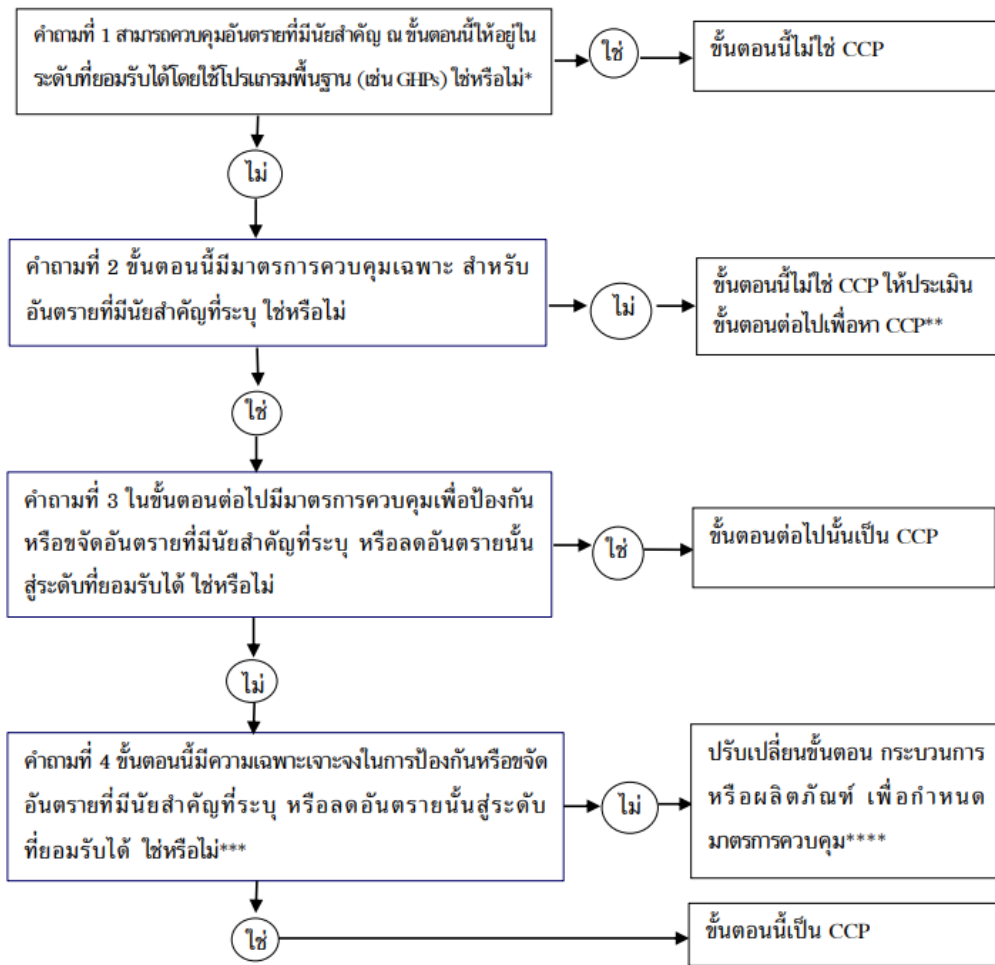 คำถามที่ 1 สามารถควบคุมอันตรายที่มีนัยสำคัญ ณ ขั้นตอนนี้ให้อยู่ใน
ระดับที่ยอมรับได้โดยใช้โปรแกรมพื้นฐาน (เช่น GHPs) ใช่หรือไม่*
ใช่
ขั้นตอนนี้ไม่ใช่ CCP
ไม่
คำถามที่ 2 ขั้นตอนนี้มีมาตรการควบคุมเฉพาะ สำหรับ
อันตรายที่มีนัยสำคัญที่ระบุ ใช่หรือไม่
ไม่
ขั้นตอนนี้ไม่ใช่ CCP ให้ประเมิน
ขั้นตอนต่อไปเพื่อหา CCP**
ใช่
คำถามที่ 3 ในขั้นตอนต่อไปมีมาตรการควบคุมเพื่อป้องกัน
หรือขจัดอันตรายที่มีนัยสำคัญที่ระบุ หรือลดอันตรายนั้น
สู่ระดับที่ยอมรับได้ ใช่หรือไม่
ใช่
ขั้นตอนต่อไปนั้นเป็น CCP
ไม่
คำถามที่ 4 ขั้นตอนนี้มีความเฉพาะเจาะจงในการป้องกันหรือขจัด
อันตรายที่มีนัยสำคัญที่ระบุ หรือลดอันตรายนั้นสู่ระดับ
ที่ยอมรับได้ ใช่หรือไม่***
ไม่
ปรับเปลี่ยนขั้นตอน กระบวนการ
หรือผลิตภัณฑ์ เพื่อกำหนด
มาตรการควบคุม****
ใช่
ขั้นตอนนี้เป็น CCP